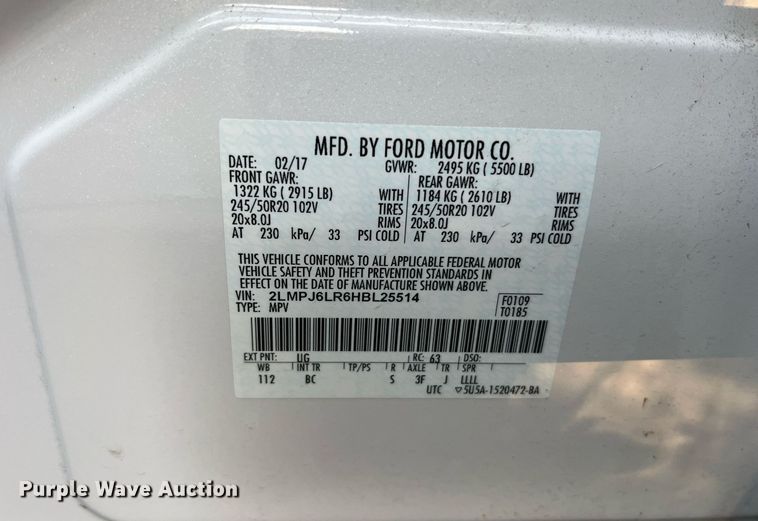 MFD. BY FORD MOTOR CO.
DATE: 02/17 GVWR: 2495 KG ( 5500 LB)
FRONT GAWR: REAR GAWR:
1322 KG ( 2915 LB) WITH 1184 KG ( 2610 LB) WITH
245/50R20 102V TIRES 245/50R20 102V TIRES
20x8.0J RIMS 20x8.0J RIMS
AT 230 kPa/ 33 PSI COLD AT 230 kPa/ 33 PSI COLD
THIS VEHICLE CONFORMS TO ALL APPLICABLE FEDERAL MOTOR
VEHICLE SAFETY AND THEFT PREVENTION STANDARDS IN
EFFECT ON THE DATE OF MANUFACTURE SHOWN ABOVE.
VIN: 2LMPJ6LR6HBL25514 F0109
TYPE: MPV T0185
EXT PNT: UG RC: 63 DSO:
WB INT TR TP/PS R AXLE TR SPR
112 BC S 3F J LLLL
UTC ▽5U5A-1520472-BA
Purple Wave Auction